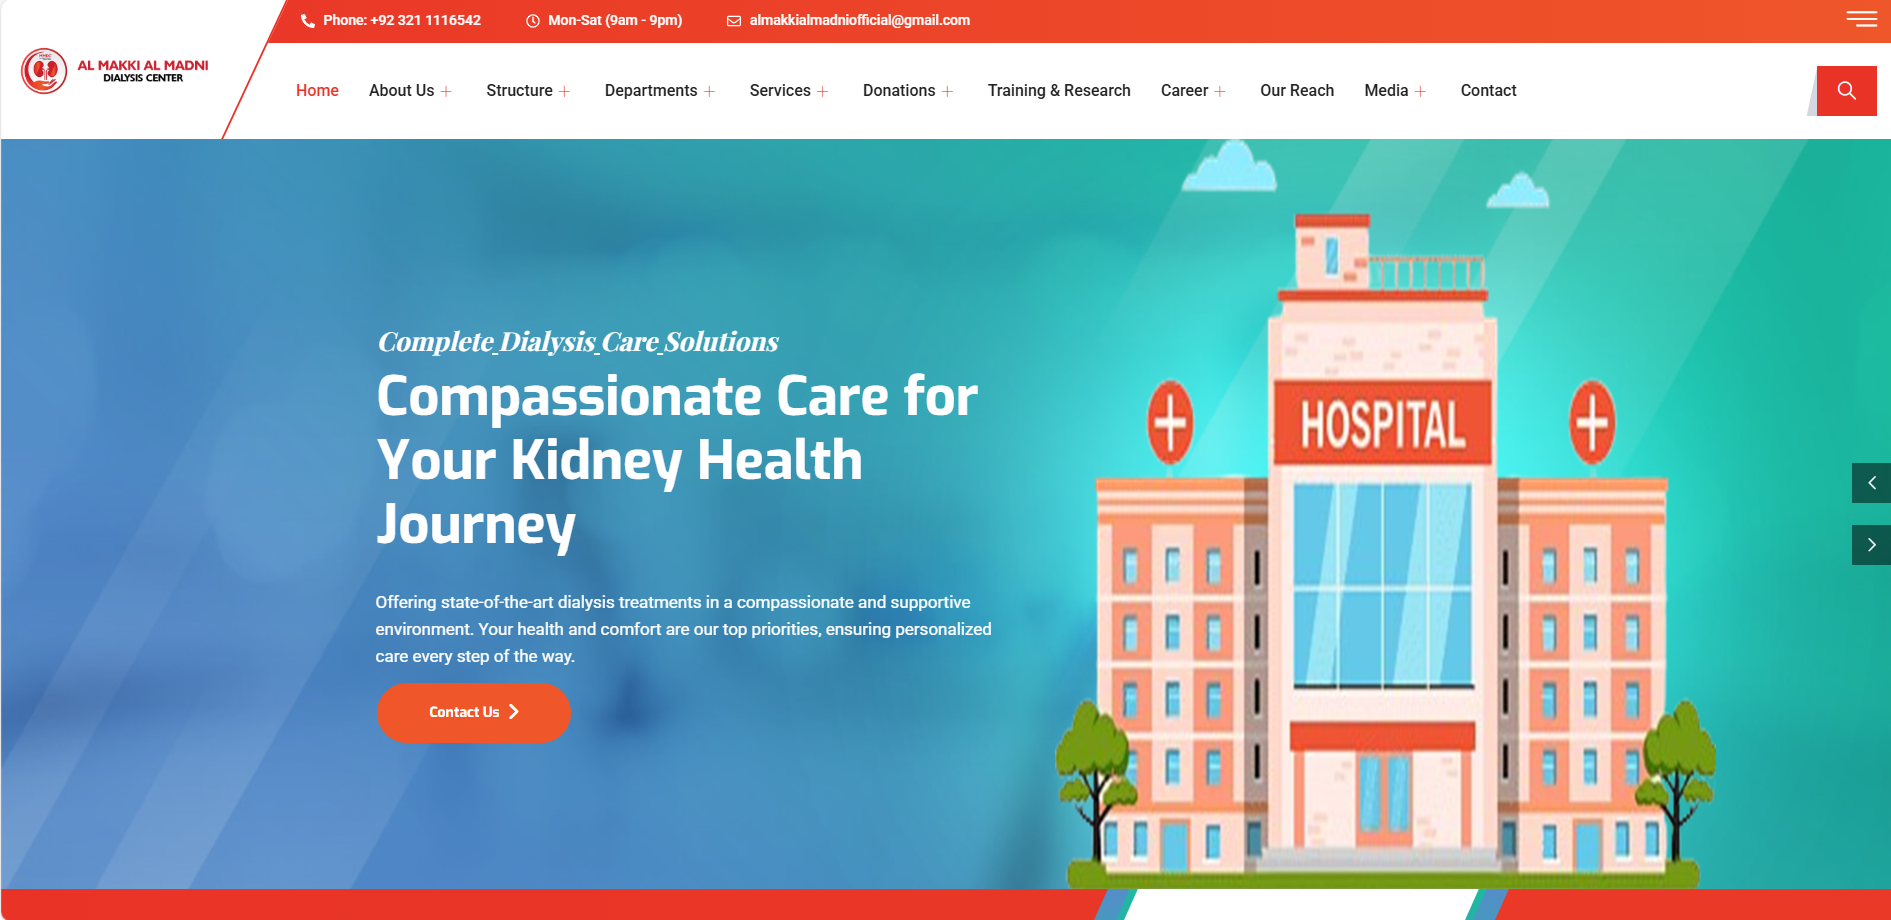 Phone: +92 321 1116542
Mon-Sat (9am - 9pm)
almakkialmadniofficial@gmail.com
AL MAKKI AL MADNI
DIALYSIS CENTER
Home
About Us
Structure
Departments
Services
Donations
Training & Research
Career
Our Reach
Media
Contact
Complete Dialysis Care Solutions
Compassionate Care for
Your Kidney Health
Journey
Offering state-of-the-art dialysis treatments in a compassionate and supportive
environment. Your health and comfort are our top priorities, ensuring personalized
care every step of the way.
Contact Us
HOSPITAL